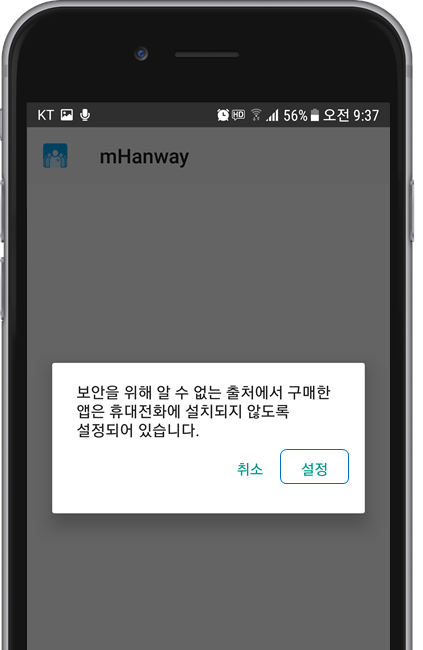 KT HD 56% 오전 9:37
mHanway
보안을 위해 알 수 없는 출처에서 구매한
앱은 휴대전화에 설치되지 않도록
설정되어 있습니다.
취소 설정